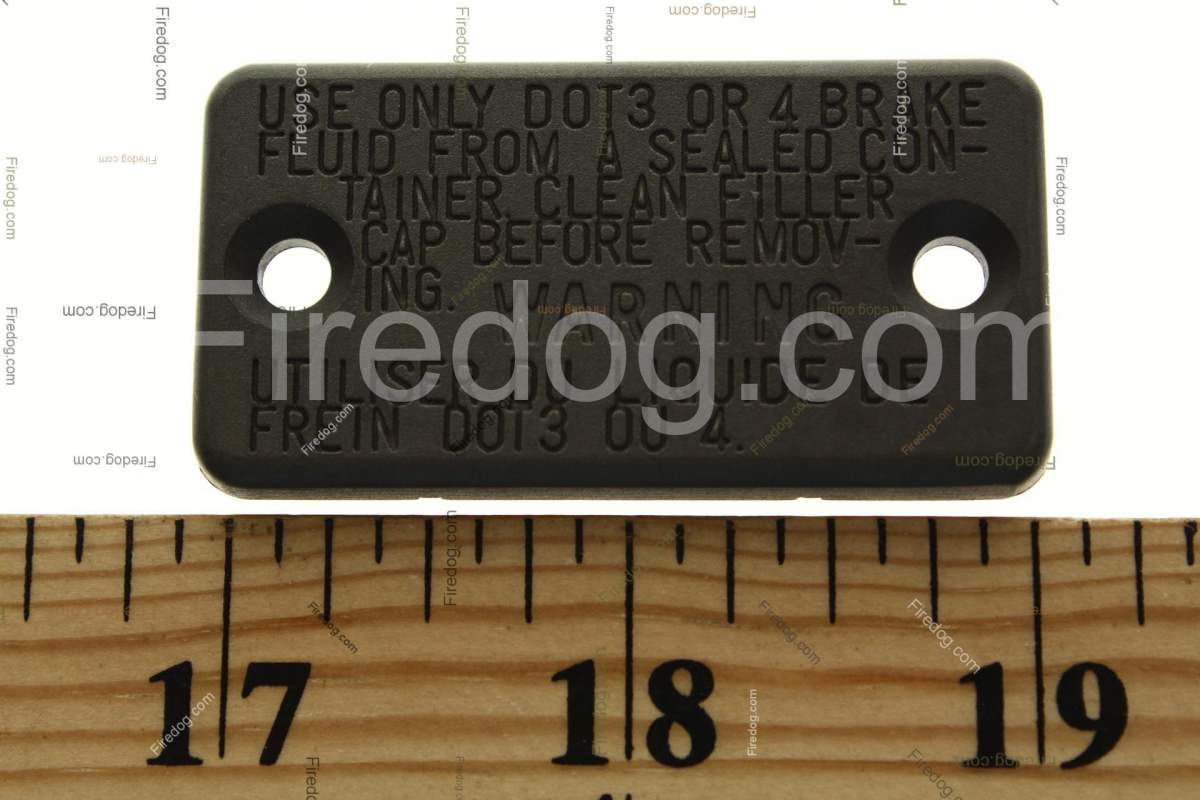 USE ONLY DOT3 OR 4 BRAKE
FLUID FROM A SEALED CON-
TAINER. CLEAN FILLER
CAP BEFORE REMOV-
ING. WARNING
Firedog.com
UTILISER DU LIQUIDE DE
FREIN DOT3 OU 4.
17 18 19